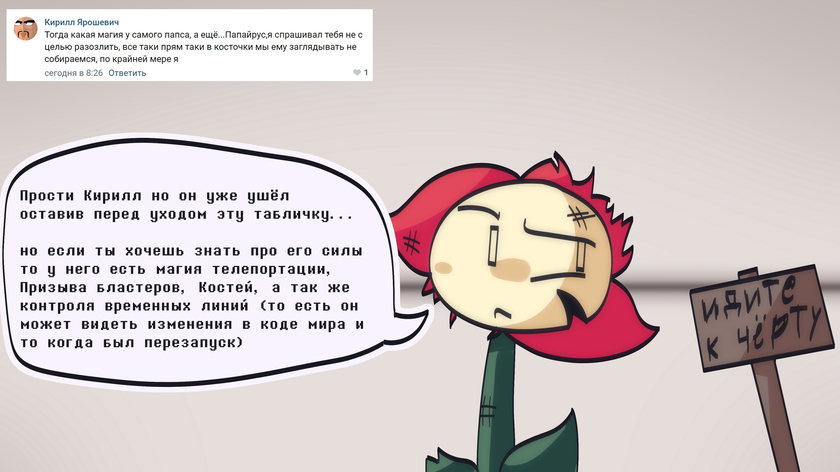 Кирилл Ярошевич
Тогда какая магия у самого папса, а ещё...Папайрус,я спрашивал тебя не с
целью разозлить, все таки прям таки в косточки мы ему заглядывать не
собираемся, по крайней мере я
сегодня в 8:26 Ответить
1
Прости Кирилл но он уже ушёл
оставив перед уходом эту табличку...
но если ты хочешь знать про его силы
то у него есть магия телепортации,
Призыва бластеров, Костей, а так же
контроля временных линий (то есть он
может видеть изменения в коде мира и
то когда был перезапуск)
идите
к чёрту